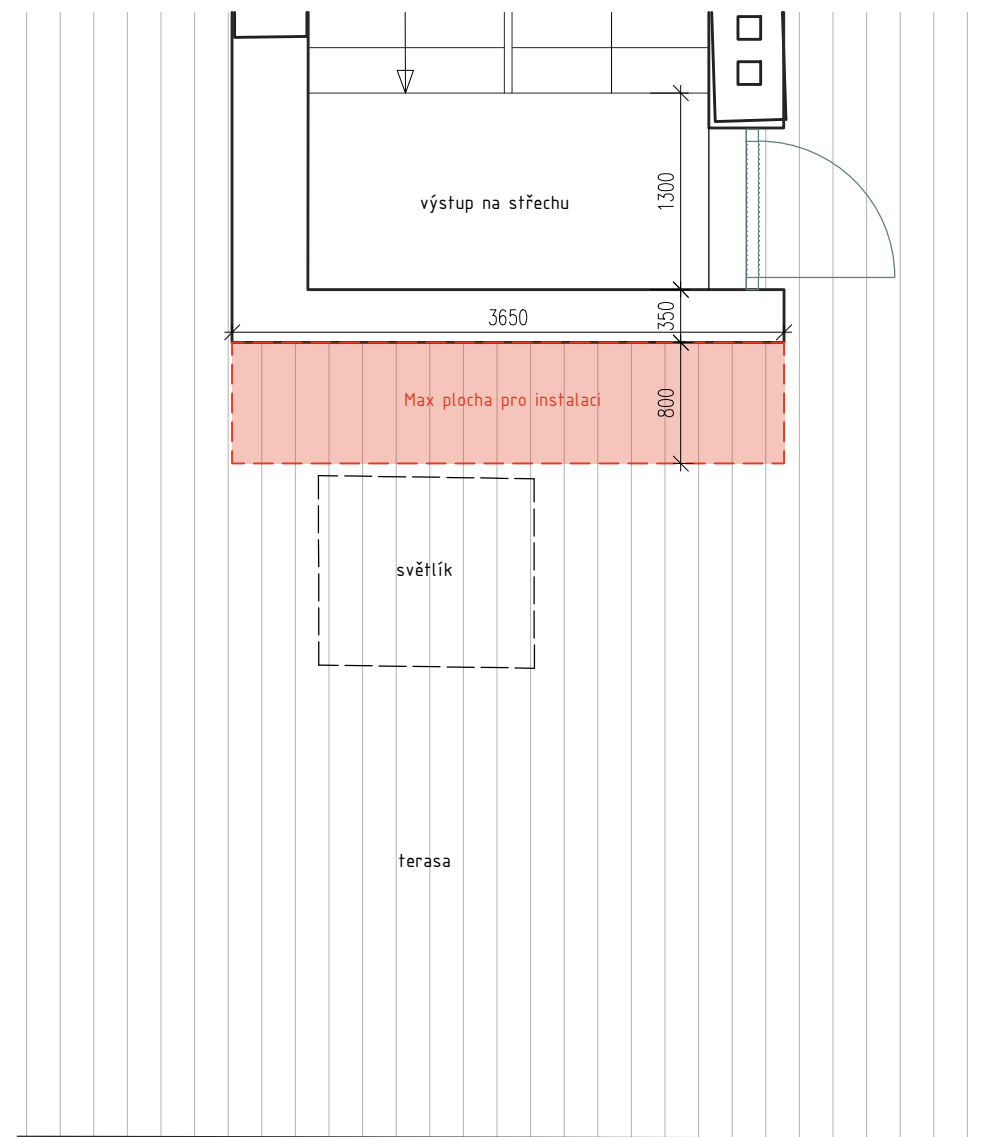 výstup na střechu
1300
3650
350
Max plocha pro instalaci
800
světlík
terasa